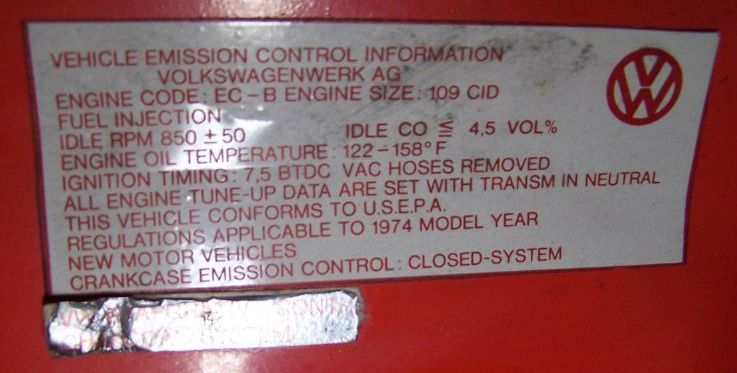 VEHICLE EMISSION CONTROL INFORMATION
VOLKSWAGENWERK AG
ENGINE CODE: EC-B ENGINE SIZE: 109 CID
FUEL INJECTION
IDLE RPM 850 ± 50 IDLE CO ≦ 4,5 VOL%
ENGINE OIL TEMPERATURE: 122-158° F
IGNITION TIMING: 7,5 BTDC VAC HOSES REMOVED
ALL ENGINE TUNE-UP DATA ARE SET WITH TRANSM IN NEUTRAL
THIS VEHICLE CONFORMS TO U.S.E.P.A.
REGULATIONS APPLICABLE TO 1974 MODEL YEAR
NEW MOTOR VEHICLES
CRANKCASE EMISSION CONTROL: CLOSED-SYSTEM
VW